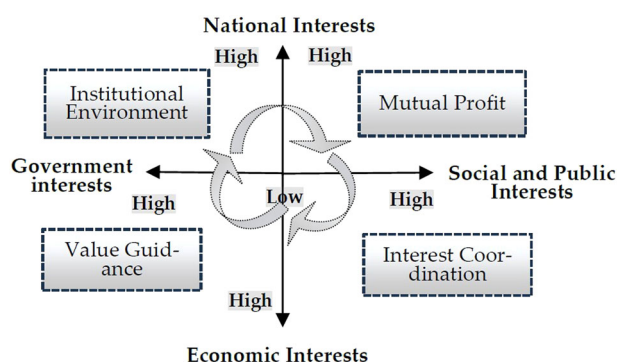 National Interests
High High
Institutional
Environment
Mutual Profit
Government
interests
Social and Public
Interests
High
Low
High
Value Guid-
ance
Interest Coor-
dination
High
Economic Interests